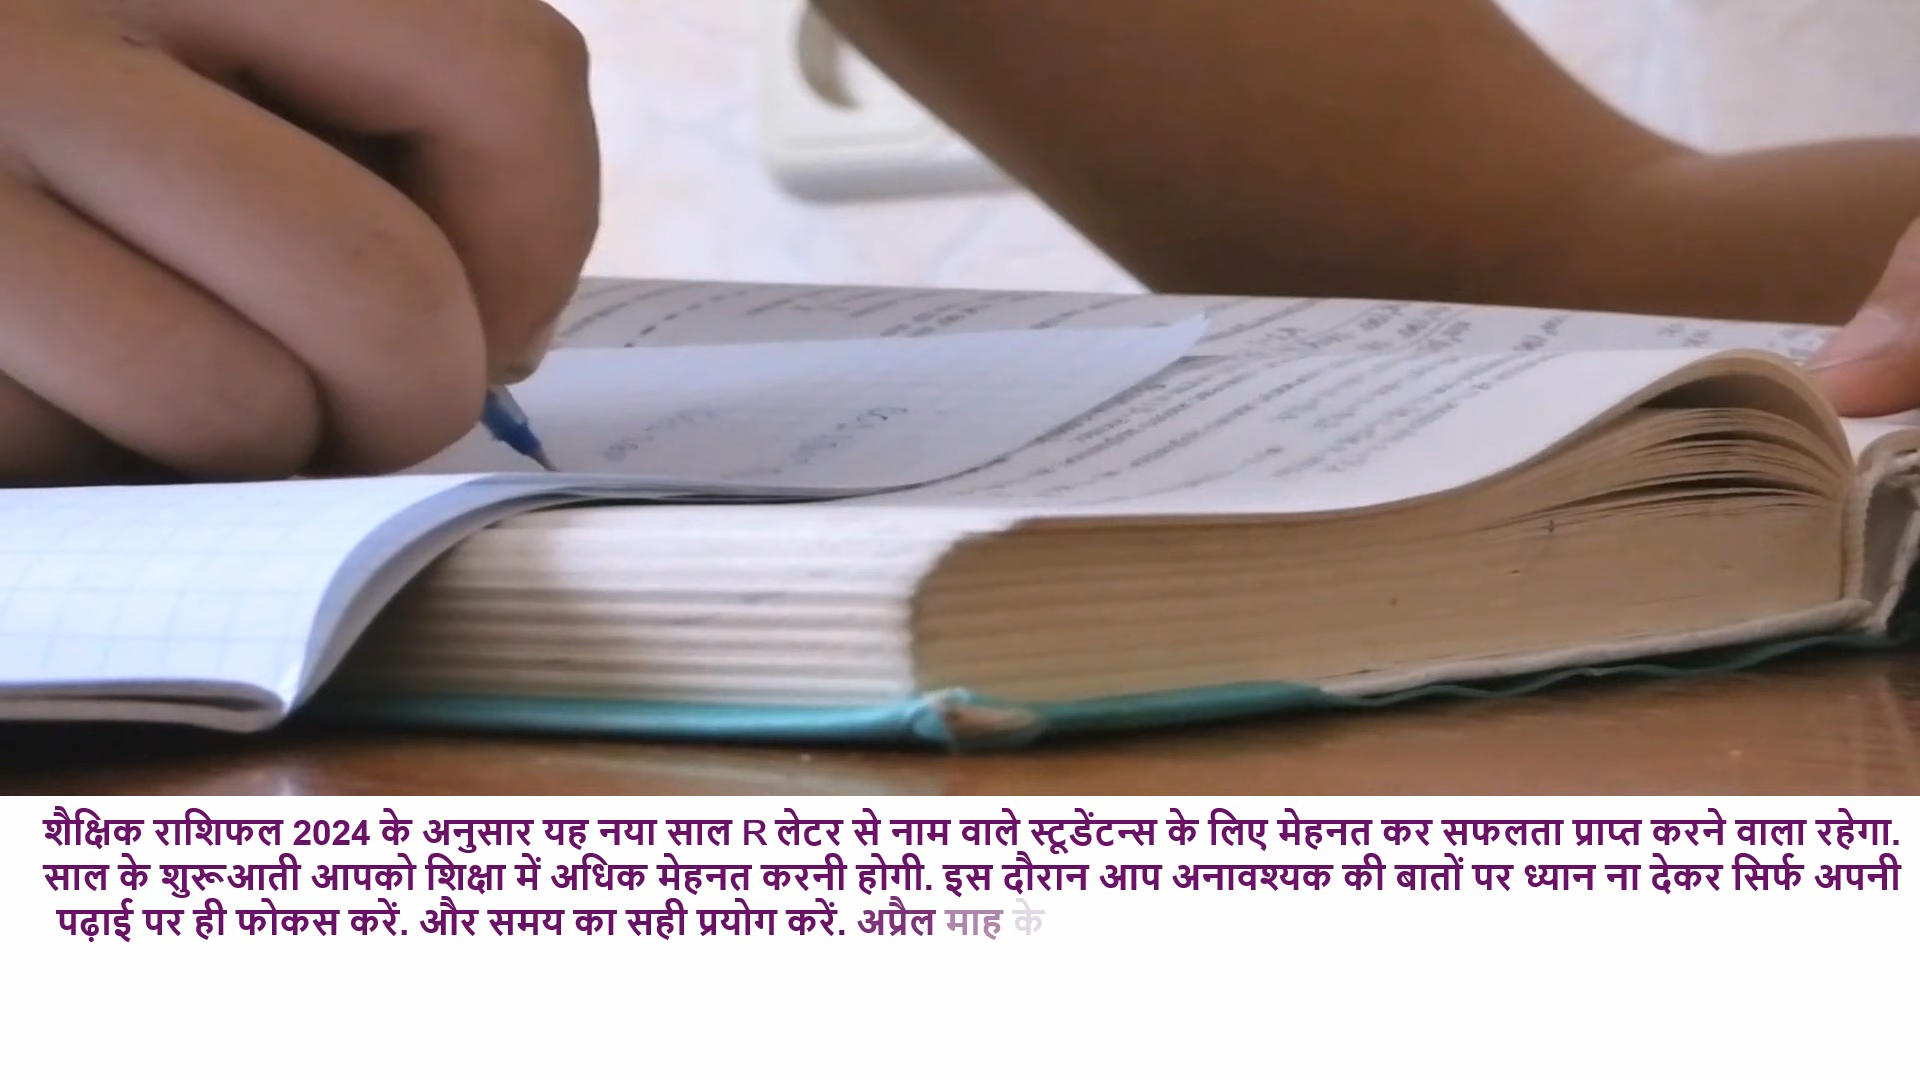 शैक्षिक राशिफल 2024 के अनुसार यह नया साल R लेटर से नाम वाले स्टूडेंटन्स के लिए मेहनत कर सफलता प्राप्त करने वाला रहेगा.
साल के शुरूआती आपको शिक्षा में अधिक मेहनत करनी होगी. इस दौरान आप अनावश्यक की बातों पर ध्यान ना देकर सिर्फ अपनी
पढ़ाई पर ही फोकस करें. और समय का सही प्रयोग करें. अप्रैल माह के